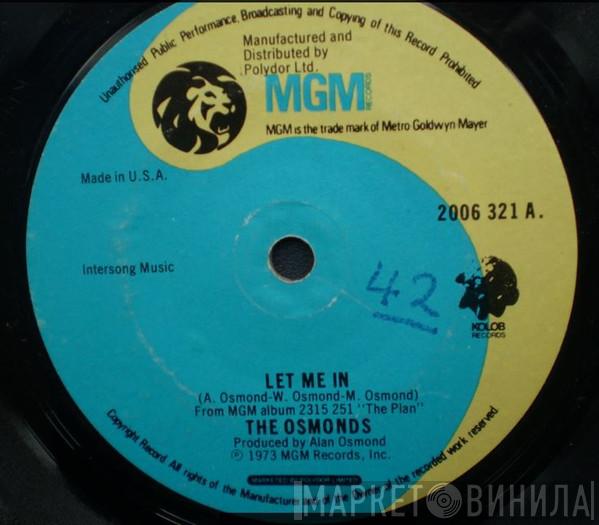 Unauthorised Public Performance, Broadcasting and Copying of this Record Prohibited
Manufactured and
Distributed by
Polydor Ltd.
MGM
RECORDS
MGM is the trade mark of Metro Goldwyn Mayer
Made in U.S.A.
2006 321 A.
Intersong Music
42
KOLOB
RECORDS
LET ME IN
(A. Osmond-W. Osmond-M. Osmond)
From MGM album 2315 251 "The Plan"
THE OSMONDS
Produced by Alan Osmond
℗ 1973 MGM Records, Inc.
MARKETED BY POLYDOR LIMITED
Copyright Record All rights of the Manufacturer and of the Owner of the recorded work reserved.
МАРКЕТ ВИНИЛА!